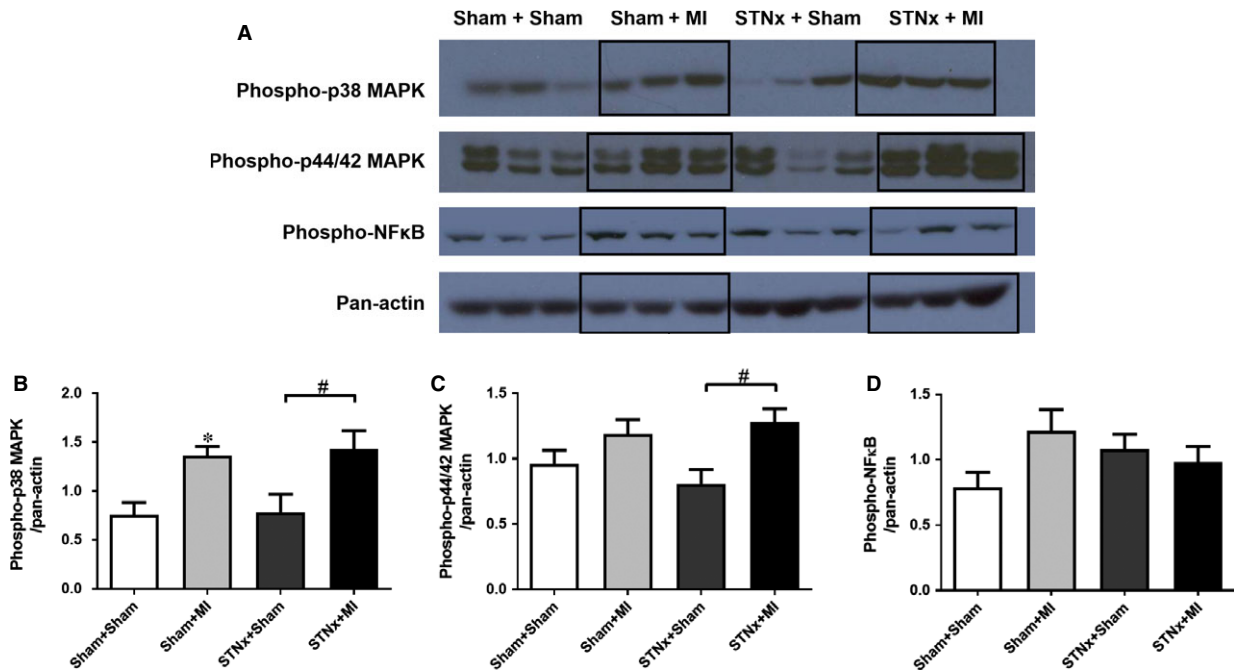 A
Sham + Sham Sham + MI STNx + Sham STNx + MI
Phospho-p38 MAPK
Phospho-p44/42 MAPK
Phospho-NFκB
Pan-actin
B
Phospho-p38 MAPK
/pan-actin
2.0
1.5
1.0
0.5
0.0
*
#
Sham+Sham
Sham+MI
STNx+Sham
STNx+MI
C
Phospho-p44/42 MAPK
/pan-actin
1.5
1.0
0.5
0.0
#
Sham+Sham
Sham+MI
STNx+Sham
STNx+MI
D
Phospho-NFκB
/pan-actin
1.5
1.0
0.5
0.0
Sham+Sham
Sham+MI
STNx+Sham
STNx+MI